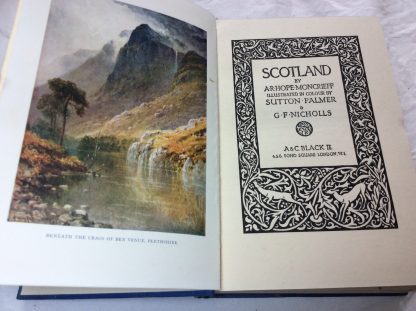 BENEATH THE CRAGS OF BEN VENUE, PERTHSHIRE
SCOTLAND
BY
A·R·HOPE·MONCRIEFF
ILLUSTRATED IN COLOUR BY
SUTTON·PALMER
&
G·F·NICHOLLS
A&C. BLACK Lᵀᴰ
4,5,6. SOHO SQUARE LONDON. W.1.